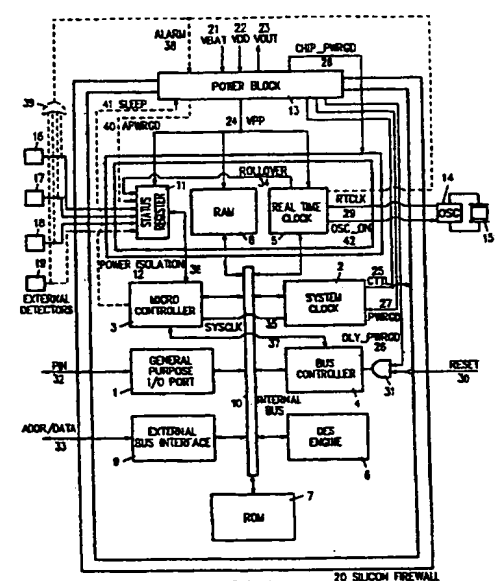 21 22 23
ALARM VBAT VDD VOUT
38
CHIP_PWRGD
28
POWER BLOCK
13
39
41 SLEEP
40
APWRGD
24 VPP
16
17
18
19
EXTERNAL
DETECTORS
ROLLOVER
34
11
STATUS
REGISTER
RAM
8
REAL TIME
CLOCK
5
RTCLK
29
OSC_ON
42
14
OSC
15
POWER ISOLATION
12
36
MICRO
CONTROLLER
3
2
SYSTEM
CLOCK
25
CTTL
27
PWRGD
SYSCLK
35
37
DLY_PWRGD
26
PIN
32
GENERAL
PURPOSE
I/O PORT
1
10
INTERNAL
BUS
BUS
CONTROLLER
4
31
RESET
30
ADDR/DATA
33
EXTERNAL
BUS INTERFACE
9
DES
ENGINE
6
7
ROM
20 SILICON FIREWALL